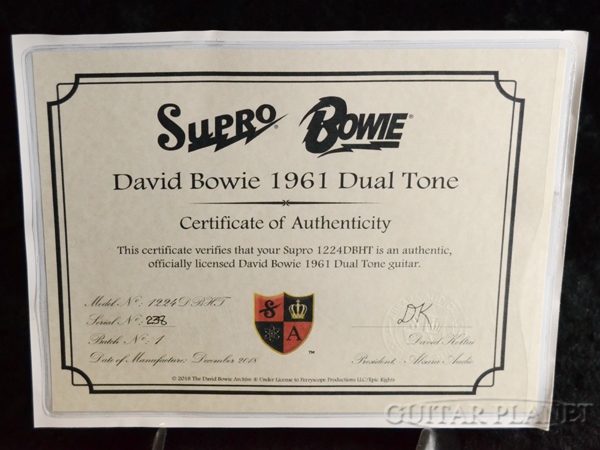 SUPRO BOWIE
David Bowie 1961 Dual Tone
Certificate of Authenticity
This certificate verifies that your Supro 1224DBHT is an authentic,
officially licensed David Bowie 1961 Dual Tone guitar.
Model Nº: 1224DBHT
Serial Nº:
Batch Nº: 1
Date of Manufacture: December 2018
S
A
™
DK
David Koltai
President - Absara Audio
© 2018 The David Bowie Archive ® Under License to Perryscope Productions LLC/Epic Rights
GUITAR PLANET